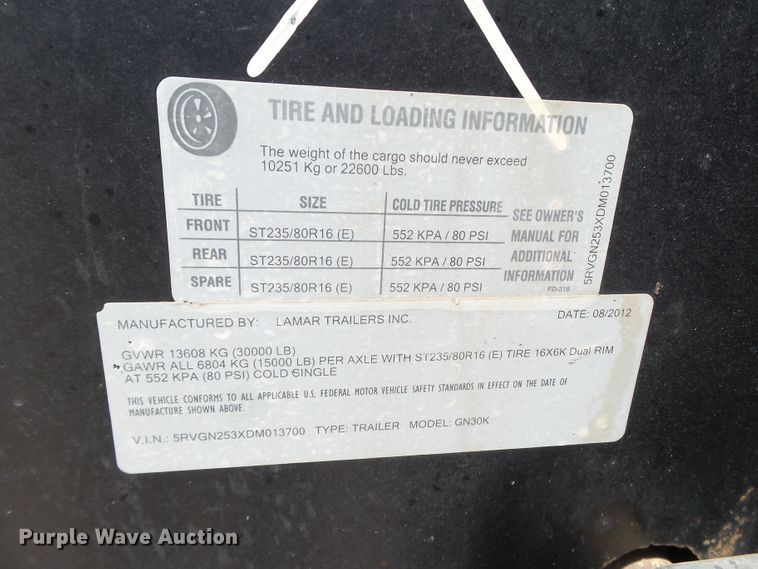 TIRE AND LOADING INFORMATION
The weight of the cargo should never exceed
10251 Kg or 22600 Lbs.
TIRE SIZE COLD TIRE PRESSURE SEE OWNER'S
FRONT ST235/80R16 (E) 552 KPA / 80 PSI MANUAL FOR
REAR ST235/80R16 (E) 552 KPA / 80 PSI ADDITIONAL
SPARE ST235/80R16 (E) 552 KPA / 80 PSI INFORMATION
FD-316
5RVGN253XDM013700
MANUFACTURED BY: LAMAR TRAILERS INC. DATE: 08/2012
GVWR 13608 KG (30000 LB)
GAWR ALL 6804 KG (15000 LB) PER AXLE WITH ST235/80R16 (E) TIRE 16X6K Dual RIM
AT 552 KPA (80 PSI) COLD SINGLE
THIS VEHICLE CONFORMS TO ALL APPLICABLE U.S. FEDERAL MOTOR VEHICLE SAFETY STANDARDS IN EFFECT ON THE DATE OF
MANUFACTURE SHOWN ABOVE.
V.I.N.: 5RVGN253XDM013700 TYPE: TRAILER MODEL: GN30K
Purple Wave Auction